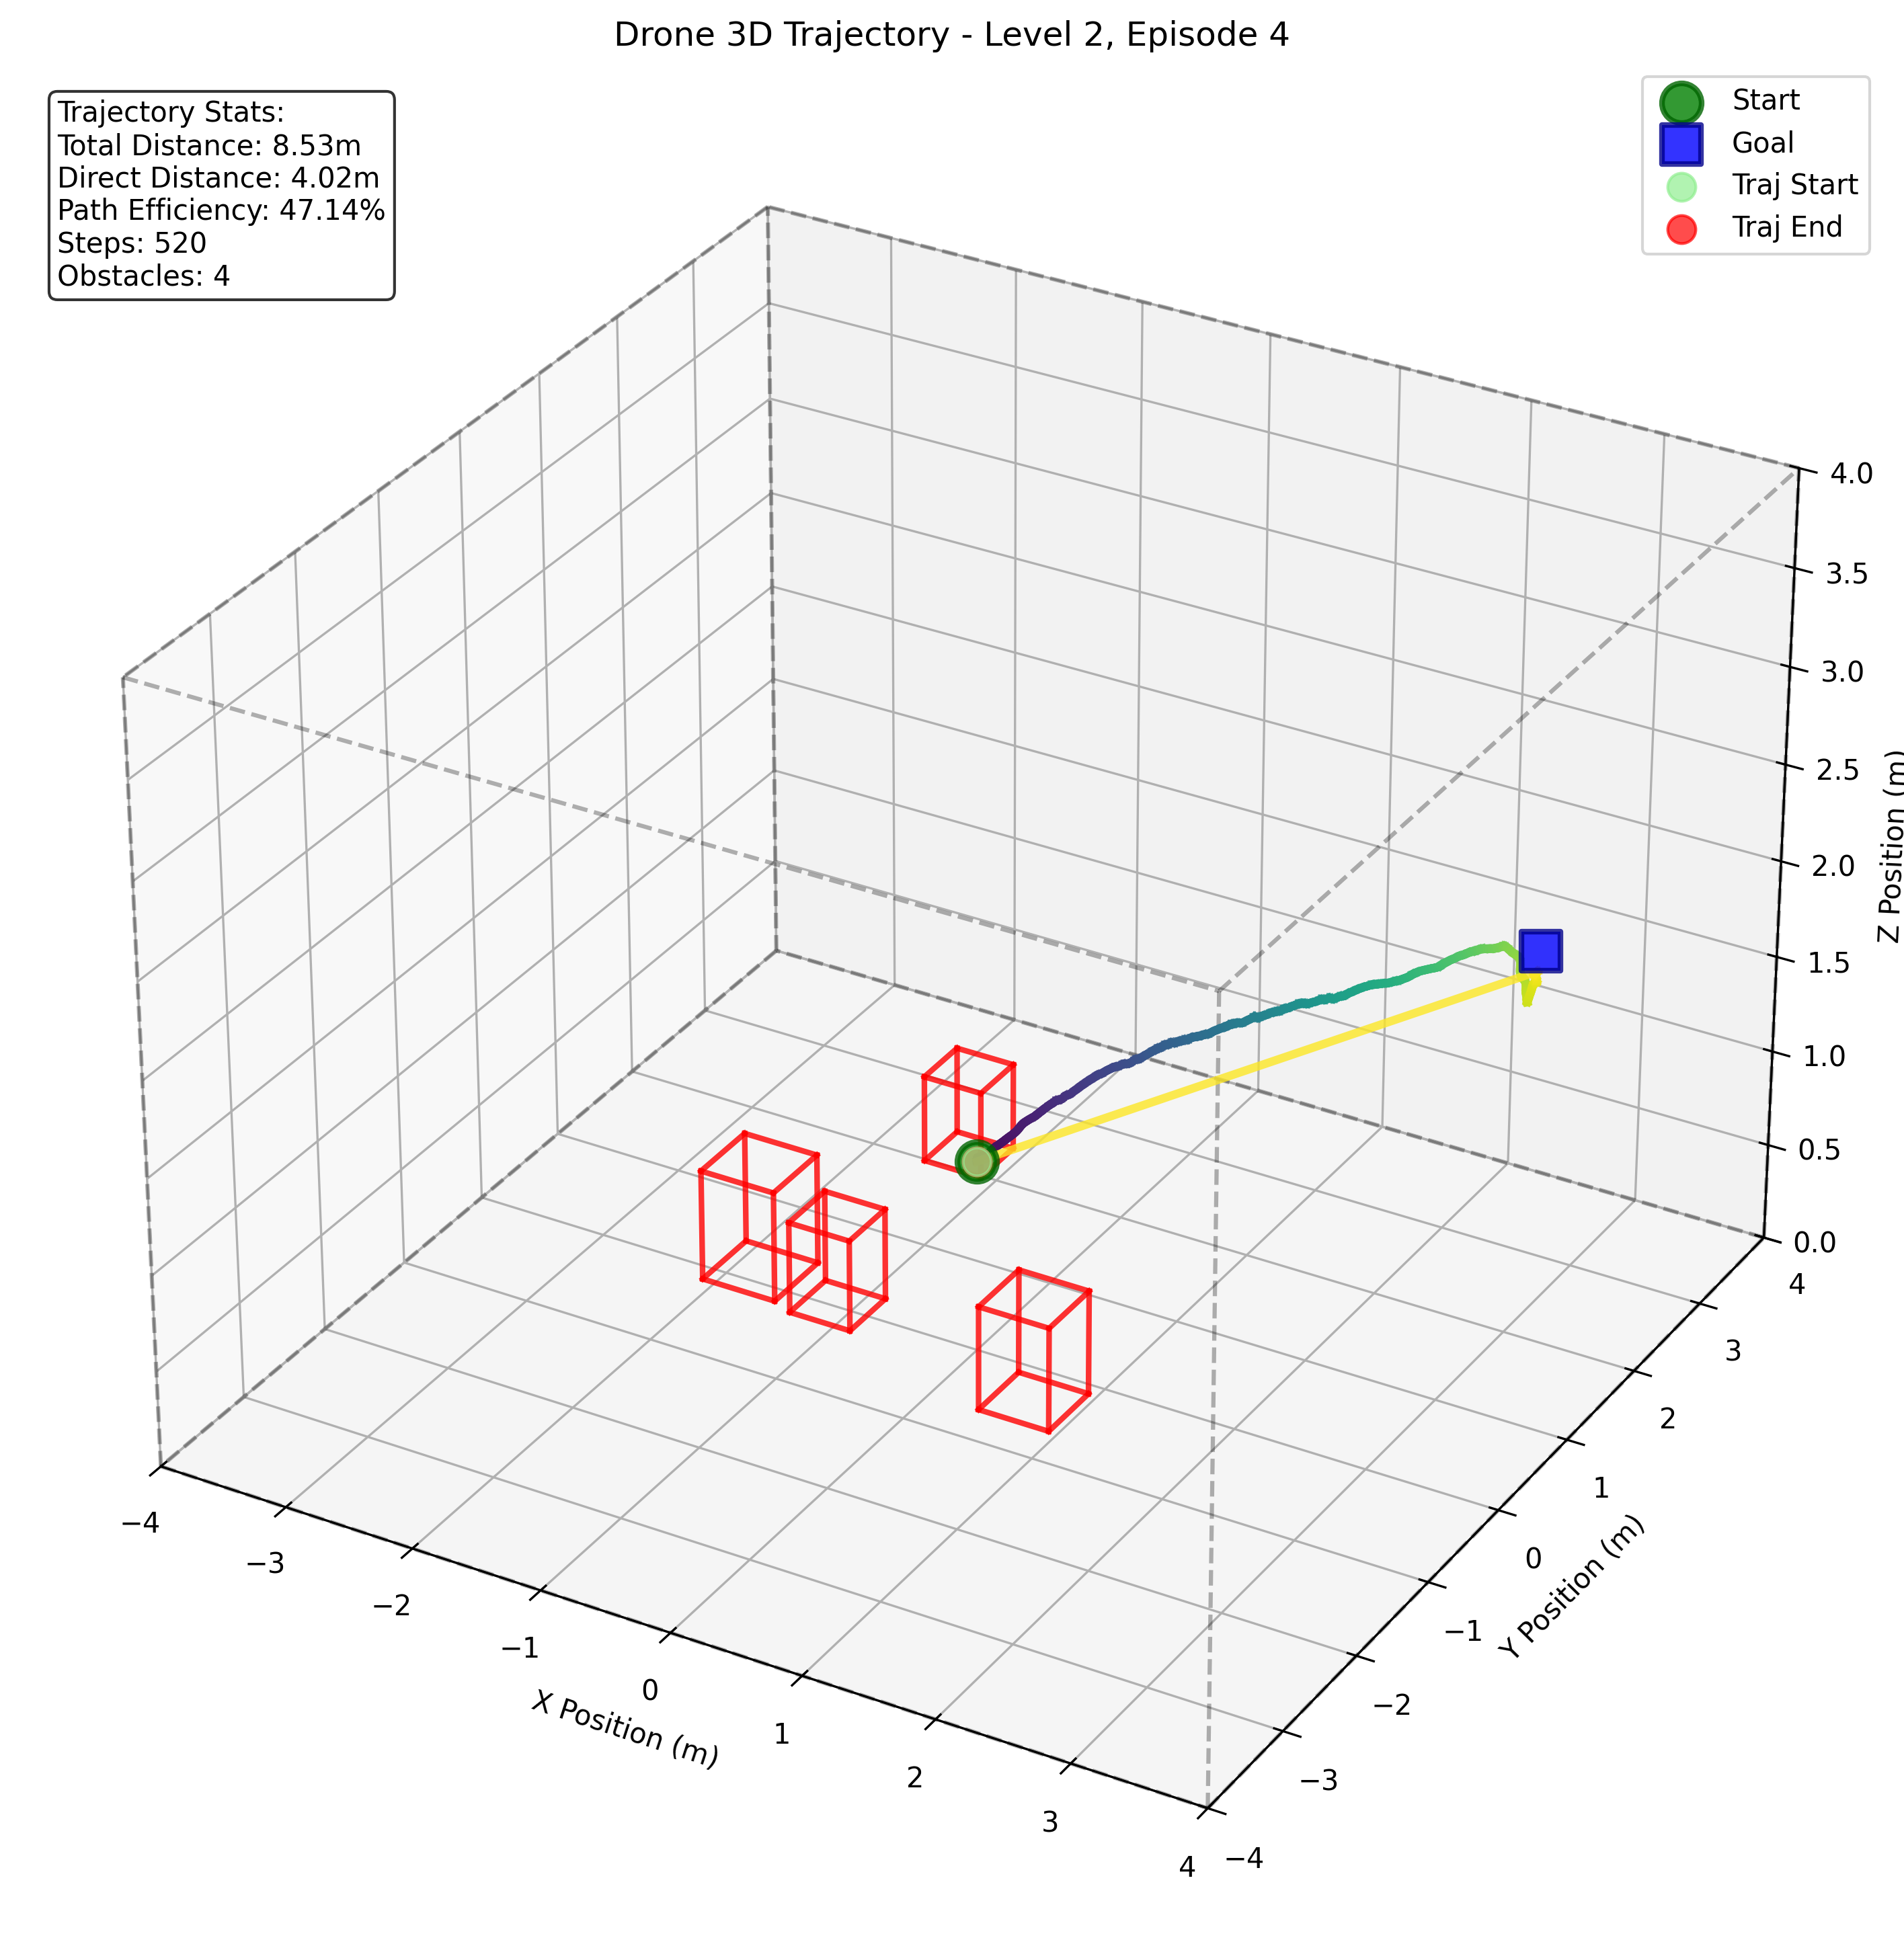 Drone 3D Trajectory - Level 2, Episode 4
Trajectory Stats:
Total Distance: 8.53m
Direct Distance: 4.02m
Path Efficiency: 47.14%
Steps: 520
Obstacles: 4
Start
Goal
Traj Start
Traj End
4.0
3.5
3.0
2.5
2.0
1.5
1.0
0.5
0.0
Z Position (m)
4
3
2
1
0
−1
−2
−3
−4
Y Position (m)
−4
−3
−2
−1
0
1
2
3
4
X Position (m)